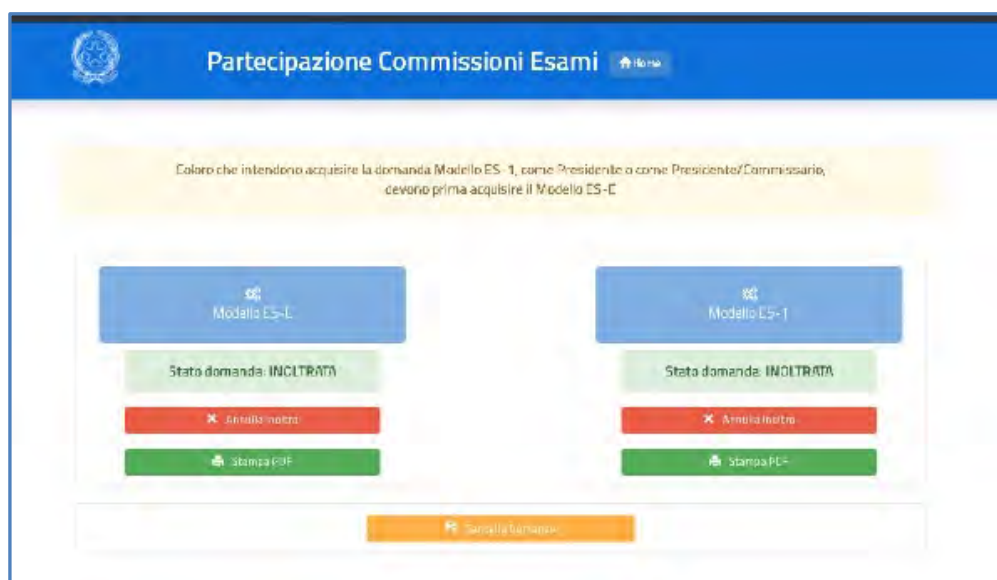 Partecipazione Commissioni Esami Home
Coloro che intendono acquisire la domanda Modello ES-1, come Presidente o come Presidente/Commissario,
devono prima acquisire il Modello ES-E
Modello ES-E
Modello ES-1
Stato domanda: INOLTRATA
Stato domanda: INOLTRATA
Annulla inoltro
Annulla inoltro
Stampa PDF
Stampa PDF